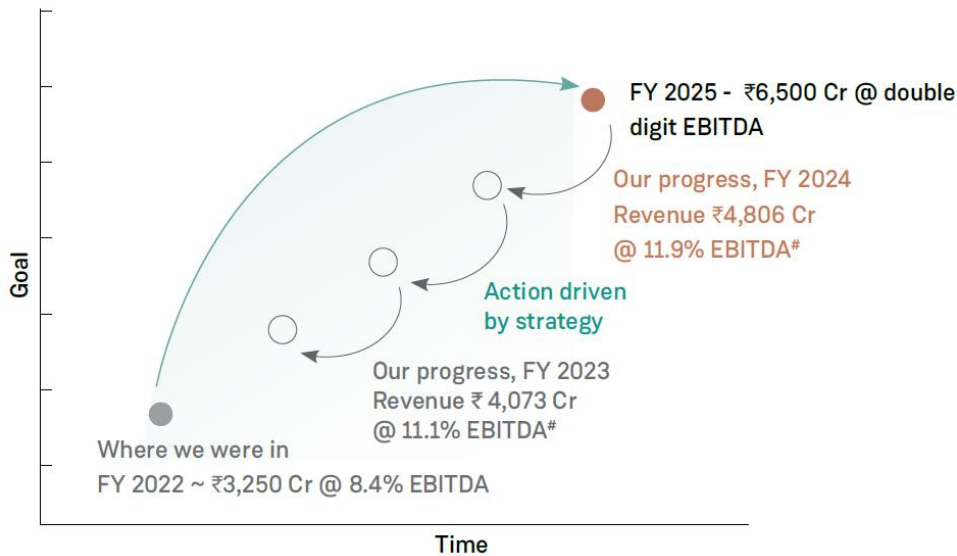 FY 2025 - ₹6,500 Cr @ double
digit EBITDA
Our progress, FY 2024
Revenue ₹4,806 Cr
@ 11.9% EBITDA#
Goal
Action driven
by strategy
Our progress, FY 2023
Revenue ₹ 4,073 Cr
@ 11.1% EBITDA#
Where we were in
FY 2022 ~ ₹3,250 Cr @ 8.4% EBITDA
Time